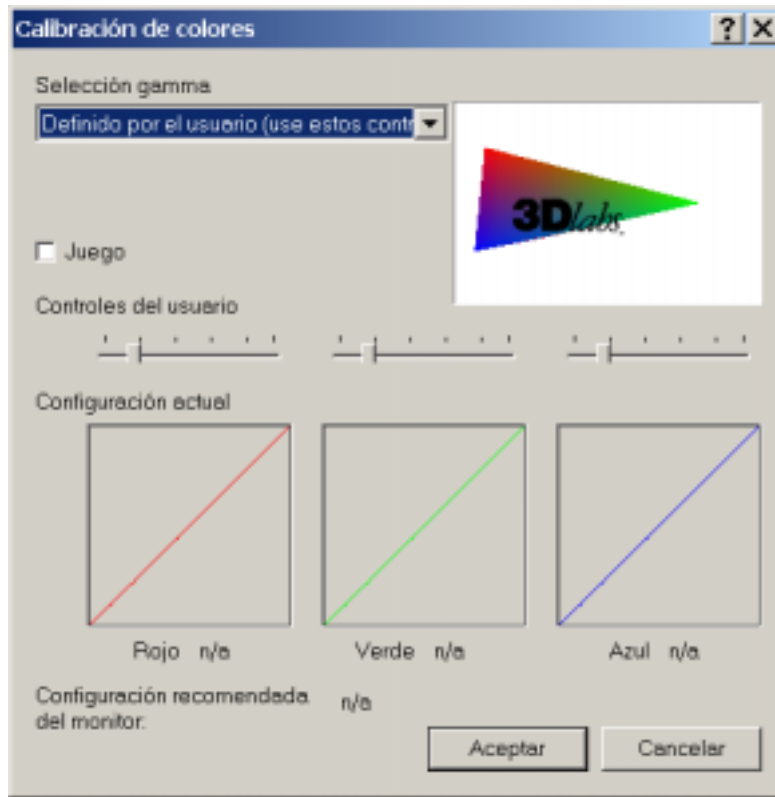 Calibración de colores
Selección gamma
Definido por el usuario (use estos contr
3Dlabs.
Juego
Controles del usuario
Configuración actual
Rojo n/a
Verde n/a
Azul n/a
Configuración recomendada n/a
del monitor:
Aceptar
Cancelar